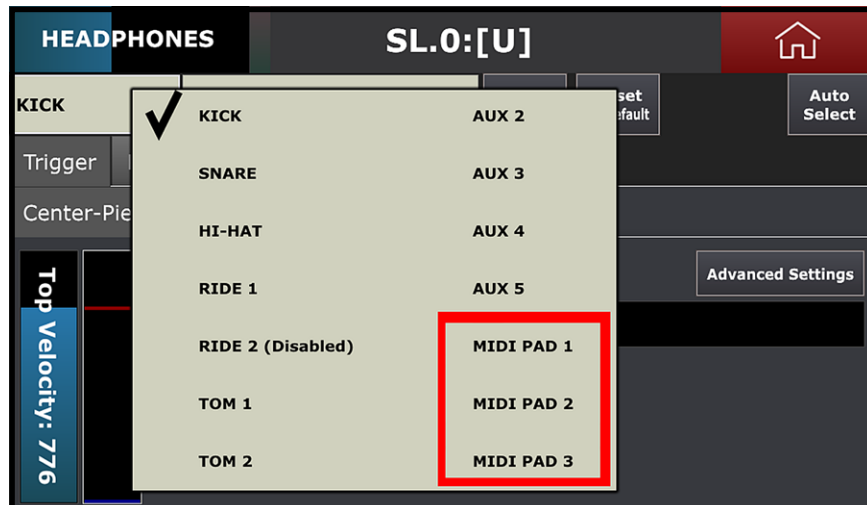 HEADPHONES
SL.0:[U]
KICK
set
efault
Auto
Select
KICK
AUX 2
SNARE
AUX 3
HI-HAT
AUX 4
RIDE 1
AUX 5
RIDE 2 (Disabled)
MIDI PAD 1
TOM 1
MIDI PAD 2
TOM 2
MIDI PAD 3
Trigger
Center-Pie
Advanced Settings
Top Velocity: 776